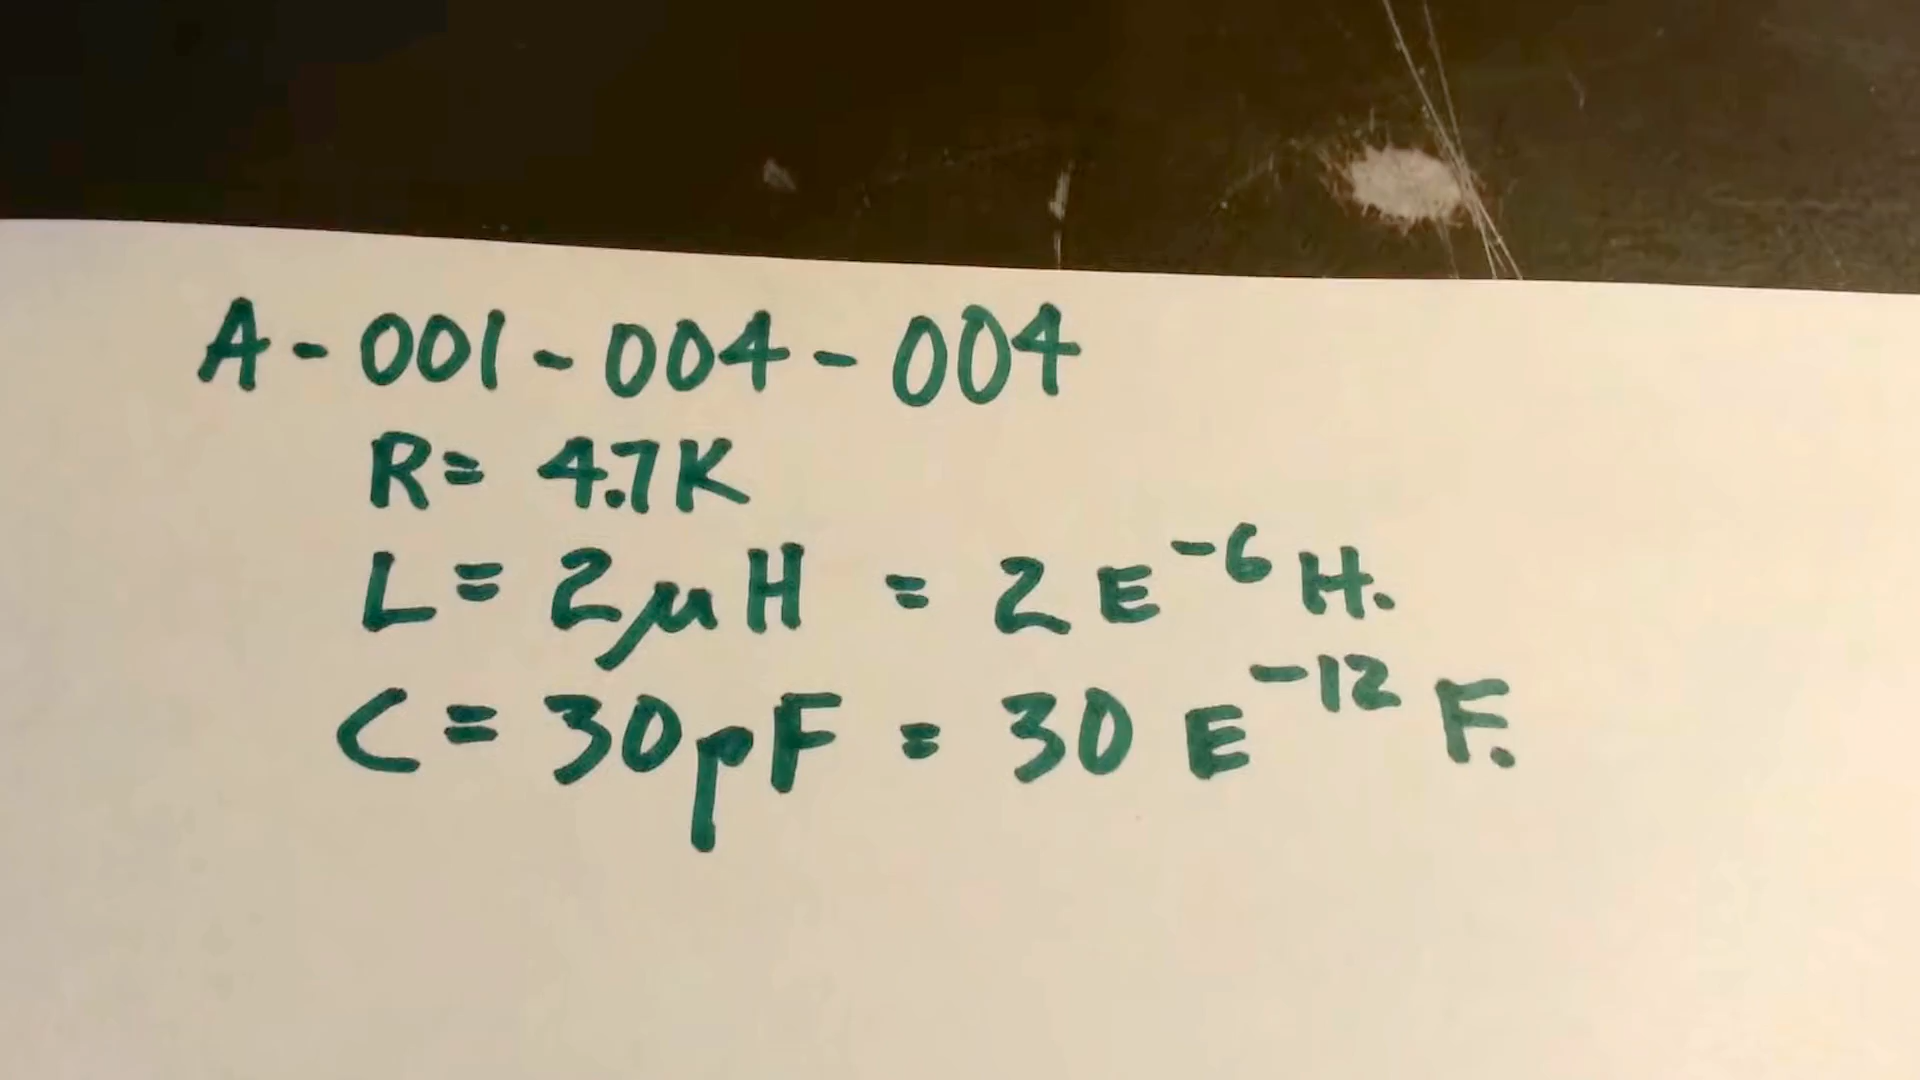 A-001-004-004
R= 4.7K
L= 2μH = 2E⁻⁶ H.
C= 30pF = 30 E⁻¹² F.